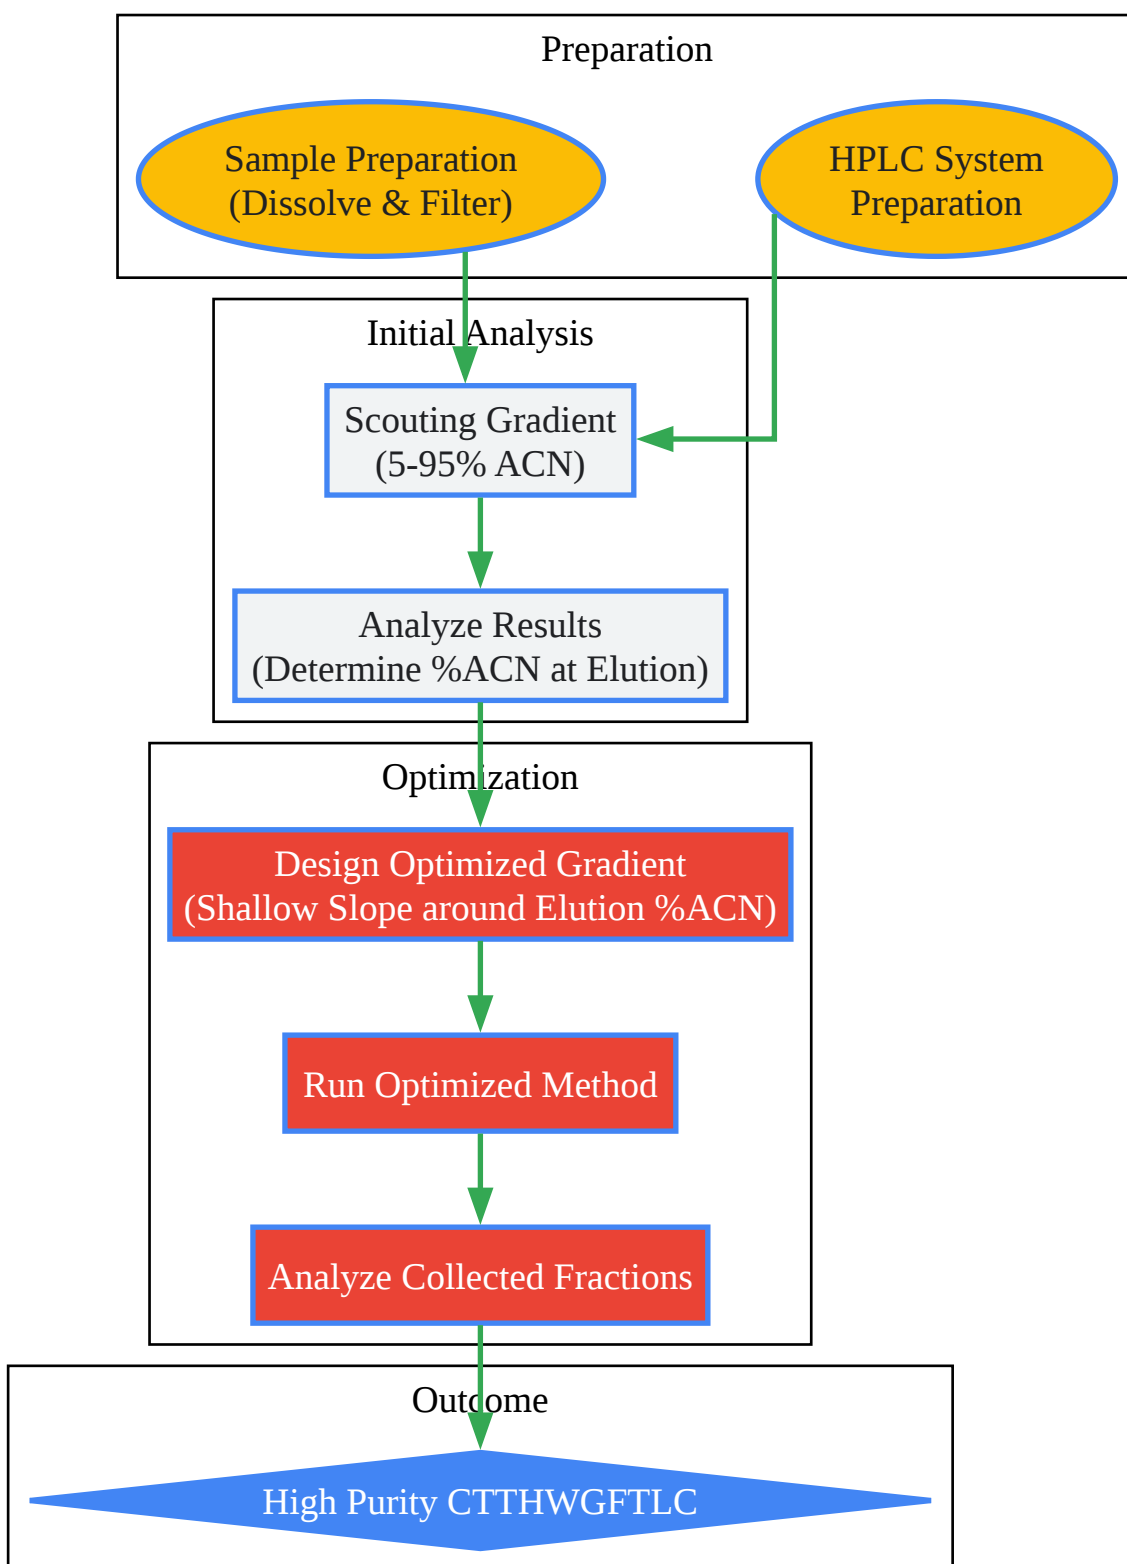 Preparation
Sample Preparation
(Dissolve & Filter)
HPLC System
Preparation
Initial Analysis
Scouting Gradient
(5-95% ACN)
Analyze Results
(Determine %ACN at Elution)
Optimization
Design Optimized Gradient
(Shallow Slope around Elution %ACN)
Run Optimized Method
Analyze Collected Fractions
Outcome
High Purity CTTHWGFTLC